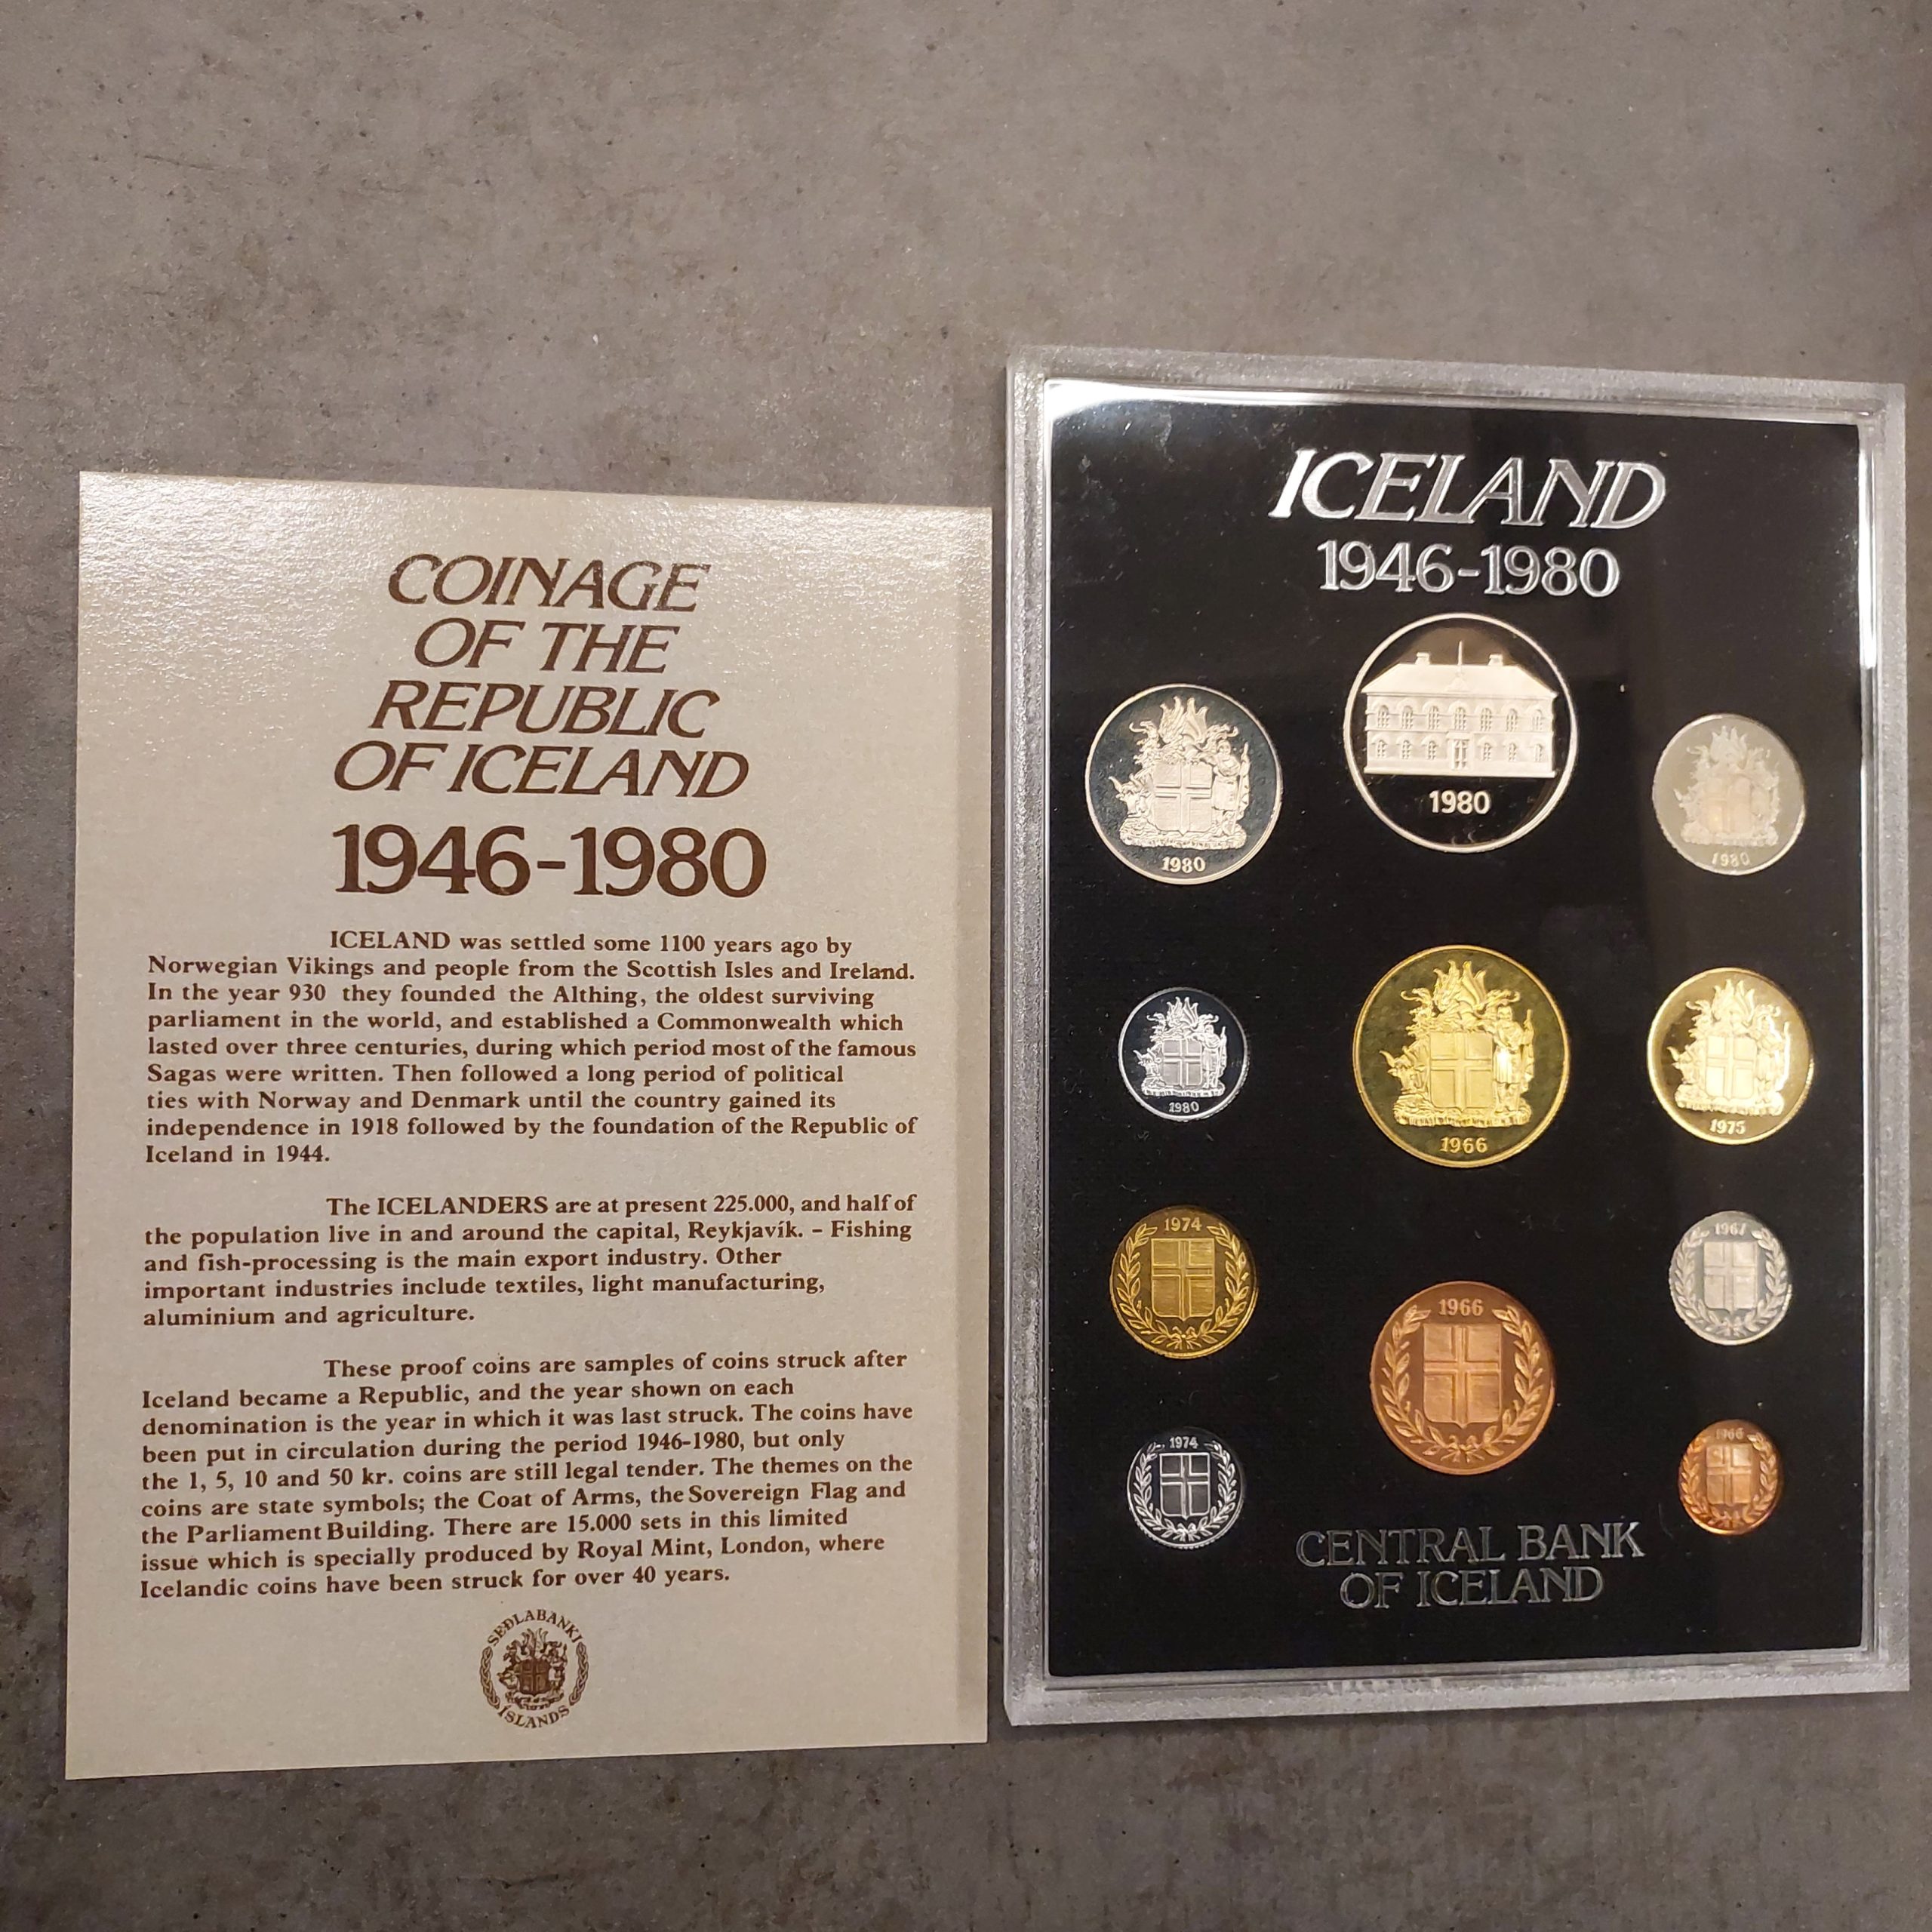 COINAGE
OF THE
REPUBLIC
OF ICELAND
1946-1980
ICELAND was settled some 1100 years ago by
Norwegian Vikings and people from the Scottish Isles and Ireland.
In the year 930 they founded the Althing, the oldest surviving
parliament in the world, and established a Commonwealth which
lasted over three centuries, during which period most of the famous
Sagas were written. Then followed a long period of political
ties with Norway and Denmark until the country gained its
independence in 1918 followed by the foundation of the Republic of
Iceland in 1944.
The ICELANDERS are at present 225.000, and half of
the population live in and around the capital, Reykjavík. – Fishing
and fish-processing is the main export industry. Other
important industries include textiles, light manufacturing,
aluminium and agriculture.
These proof coins are samples of coins struck after
Iceland became a Republic, and the year shown on each
denomination is the year in which it was last struck. The coins have
been put in circulation during the period 1946-1980, but only
the 1, 5, 10 and 50 kr. coins are still legal tender. The themes on the
coins are state symbols; the Coat of Arms, the Sovereign Flag and
the Parliament Building. There are 15.000 sets in this limited
issue which is specially produced by Royal Mint, London, where
Icelandic coins have been struck for over 40 years.
SEÐLABANKI
ÍSLANDS
ICELAND
1946-1980
1980
1980
1980
1980
1966
1975
1974
1967
1966
1974
1966
CENTRAL BANK
OF ICELAND